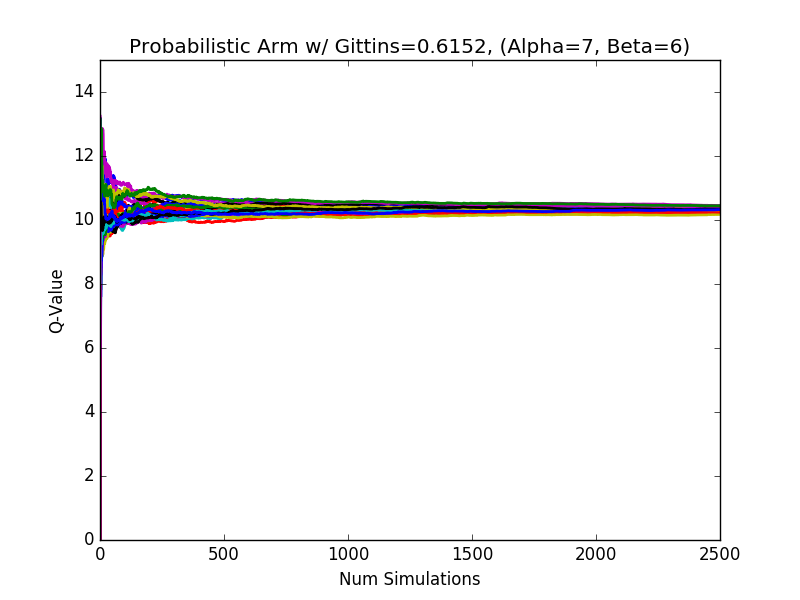 Probabilistic Arm w/ Gittins=0.6152, (Alpha=7, Beta=6)
14
12
10
8
6
4
2
0
Q-Value
0 500 1000 1500 2000 2500
Num Simulations